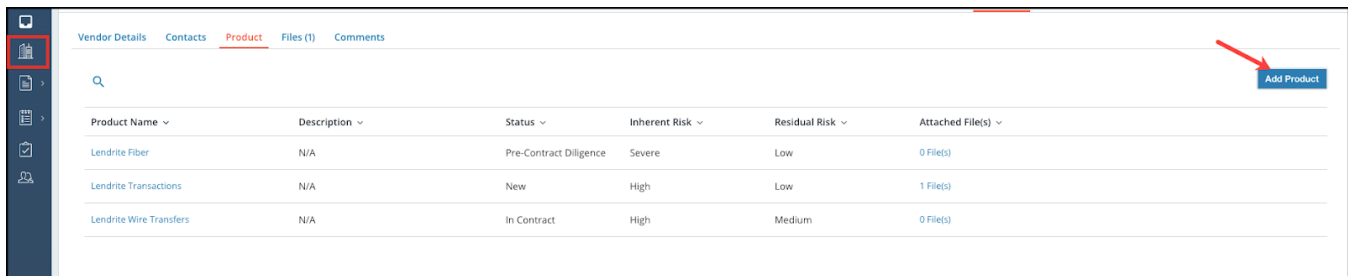 Vendor Details Contacts Product Files (1) Comments
Add Product
Product Name Description Status Inherent Risk Residual Risk Attached File(s)
Lendrite Fiber N/A Pre-Contract Diligence Severe Low 0 File(s)
Lendrite Transactions N/A New High Low 1 File(s)
Lendrite Wire Transfers N/A In Contract High Medium 0 File(s)